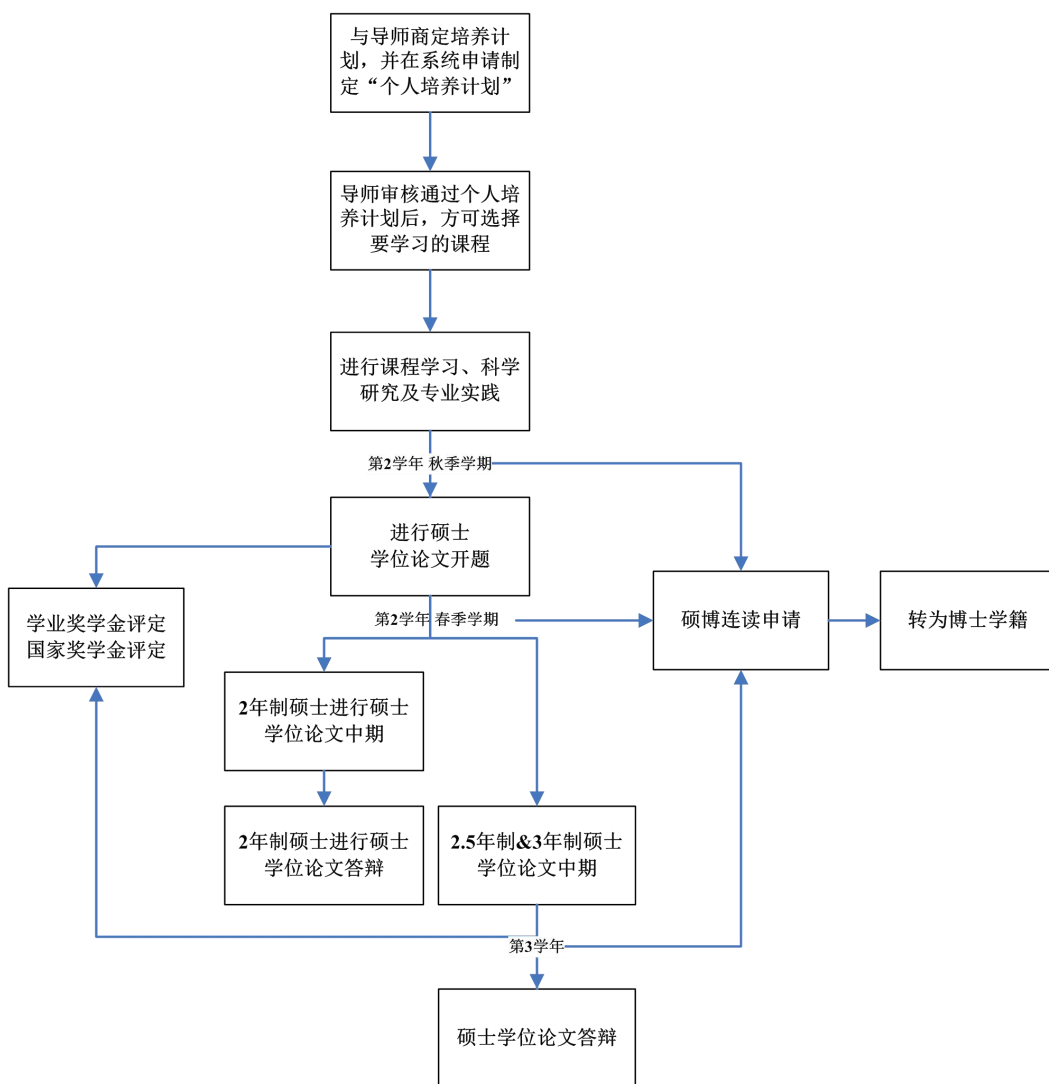 与导师商定培养计
划，并在系统申请制
定“个人培养计划”
导师审核通过个人培
养计划后，方可选择
要学习的课程
进行课程学习、科学
研究及专业实践
第2学年 秋季学期
进行硕士
学位论文开题
学业奖学金评定
国家奖学金评定
第2学年 春季学期
硕博连读申请
转为博士学籍
2年制硕士进行硕士
学位论文中期
2年制硕士进行硕士
学位论文答辩
2.5年制&3年制硕士
学位论文中期
第3学年
硕士学位论文答辩